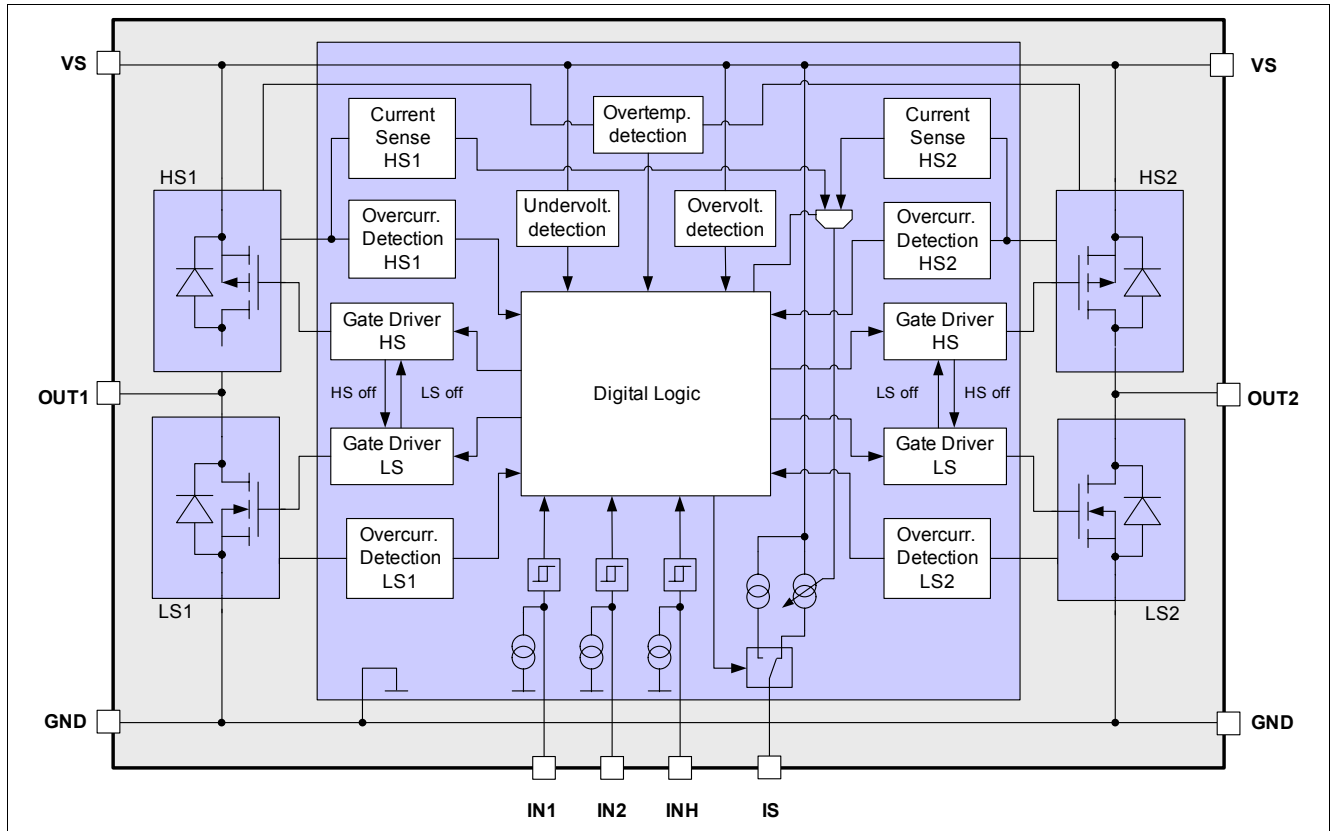 VS
VS
Current
Sense
HS1
Overtemp.
detection
Current
Sense
HS2
HS1
HS2
Overcurr.
Detection
HS1
Undervolt.
detection
Overvolt.
detection
Overcurr.
Detection
HS2
Gate Driver
HS
Gate Driver
HS
OUT1
HS off
LS off
Digital Logic
LS off
HS off
OUT2
Gate Driver
LS
Gate Driver
LS
Overcurr.
Detection
LS1
Overcurr.
Detection
LS2
LS1
LS2
GND
GND
IN1
IN2
INH
IS